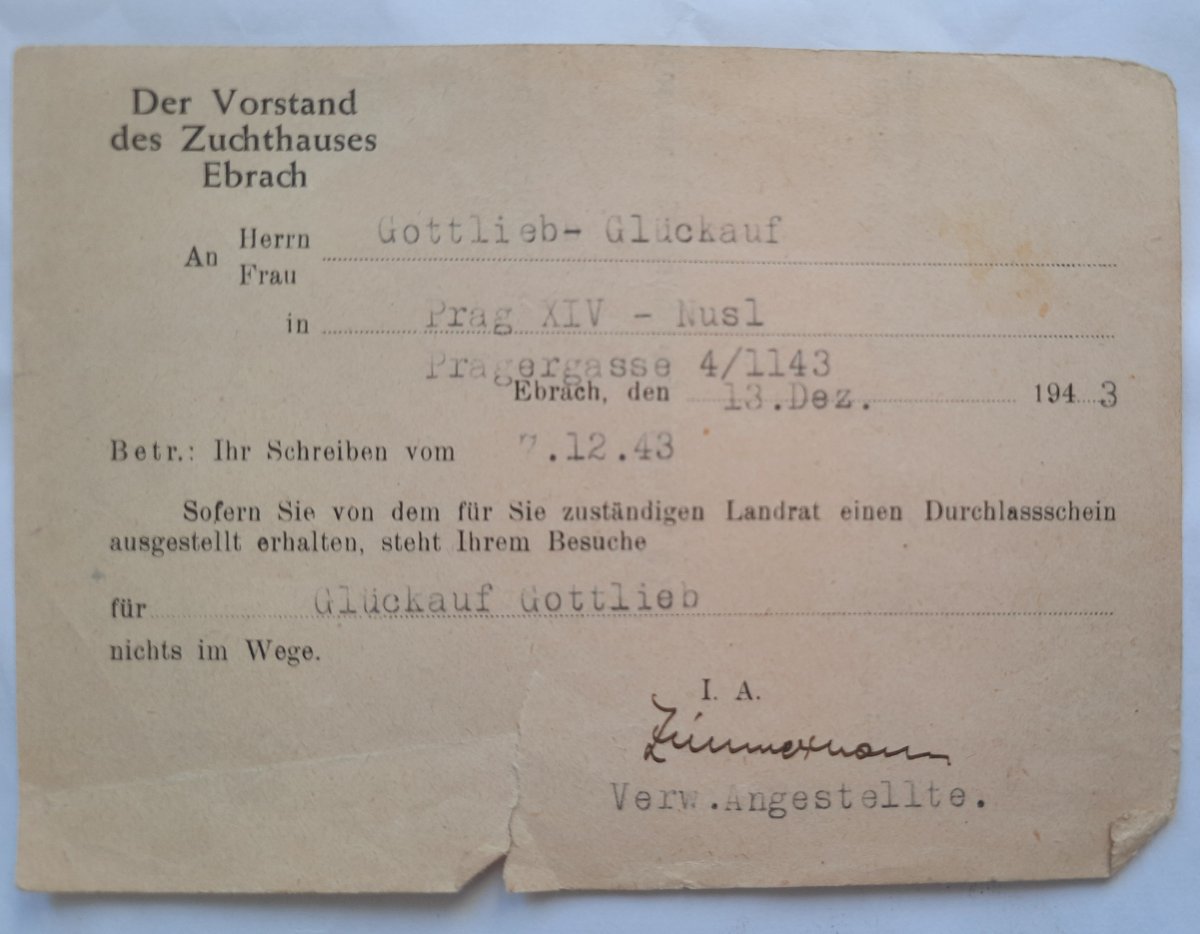 Der Vorstand
des Zuchthauses
Ebrach
An Herrn Gottlieb- Glückauf
Frau
in Prag XIV - Nusl
Pragergasse 4/1143
Ebrach, den 13.Dez. 1943
Betr.: Ihr Schreiben vom 7.12.43
Sofern Sie von dem für Sie zuständigen Landrat einen Durchlassschein
ausgestellt erhalten, steht Ihrem Besuche
für Glückauf Gottlieb
nichts im Wege.
I. A.
Zimmermann
Verw.Angestellte.